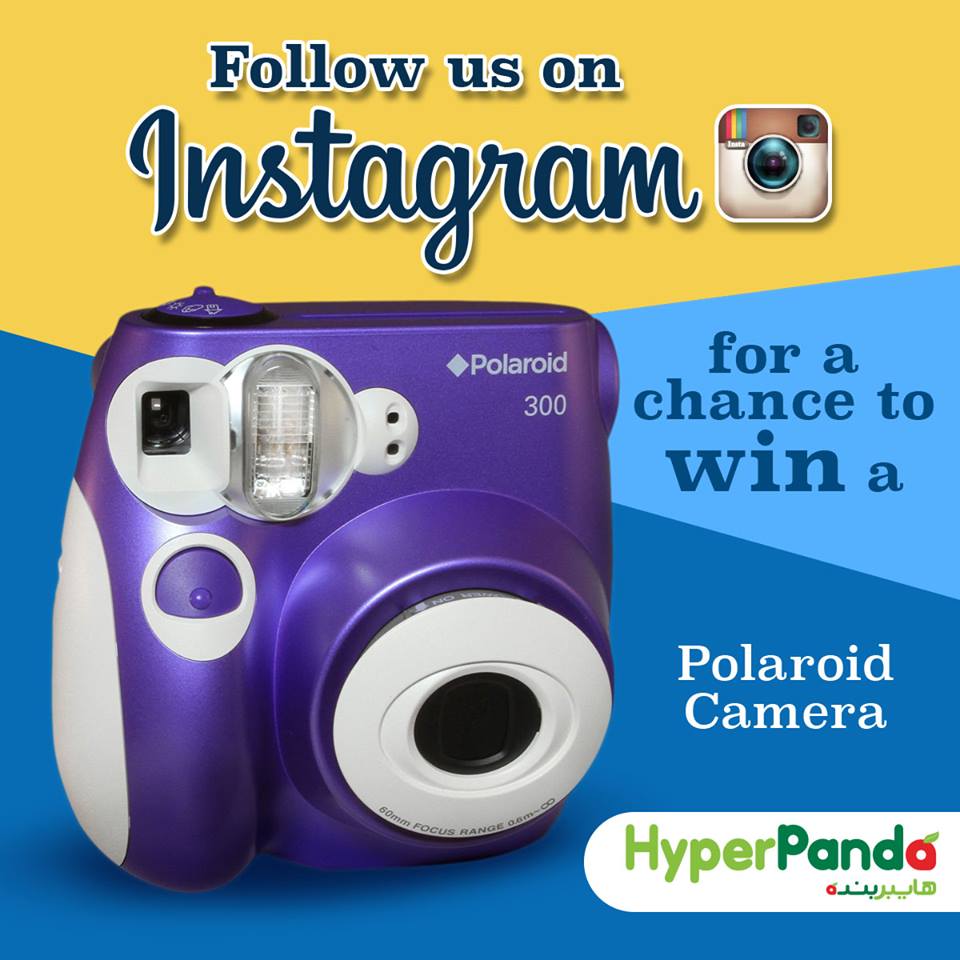 Follow us on
Instagram
Insta
for a
chance to
win a
Polaroid
300
60mm FOCUS RANGE 0.6m~∞
Polaroid
Camera
HyperPanda
هايبربنده